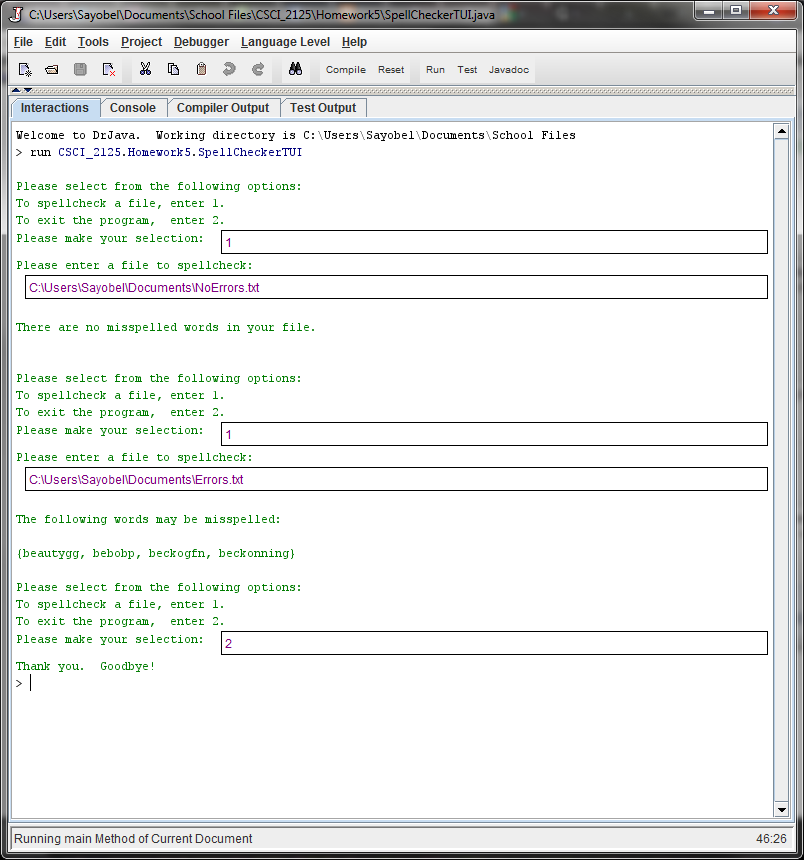 C:\Users\Sayobel\Documents\School Files\CSCI_2125\Homework5\SpellCheckerTUI.java
File Edit Tools Project Debugger Language Level Help
Compile Reset Run Test Javadoc
Interactions Console Compiler Output Test Output
Welcome to DrJava.  Working directory is C:\Users\Sayobel\Documents\School Files
> run CSCI_2125.Homework5.SpellCheckerTUI
Please select from the following options:
To spellcheck a file, enter 1.
To exit the program,  enter 2.
Please make your selection: 1
Please enter a file to spellcheck:
C:\Users\Sayobel\Documents\NoErrors.txt
There are no misspelled words in your file.
Please select from the following options:
To spellcheck a file, enter 1.
To exit the program,  enter 2.
Please make your selection: 1
Please enter a file to spellcheck:
C:\Users\Sayobel\Documents\Errors.txt
The following words may be misspelled:
{beautygg, bebobp, beckogfn, beckonning}
Please select from the following options:
To spellcheck a file, enter 1.
To exit the program,  enter 2.
Please make your selection: 2
Thank you.  Goodbye!
>
Running main Method of Current Document 46:26